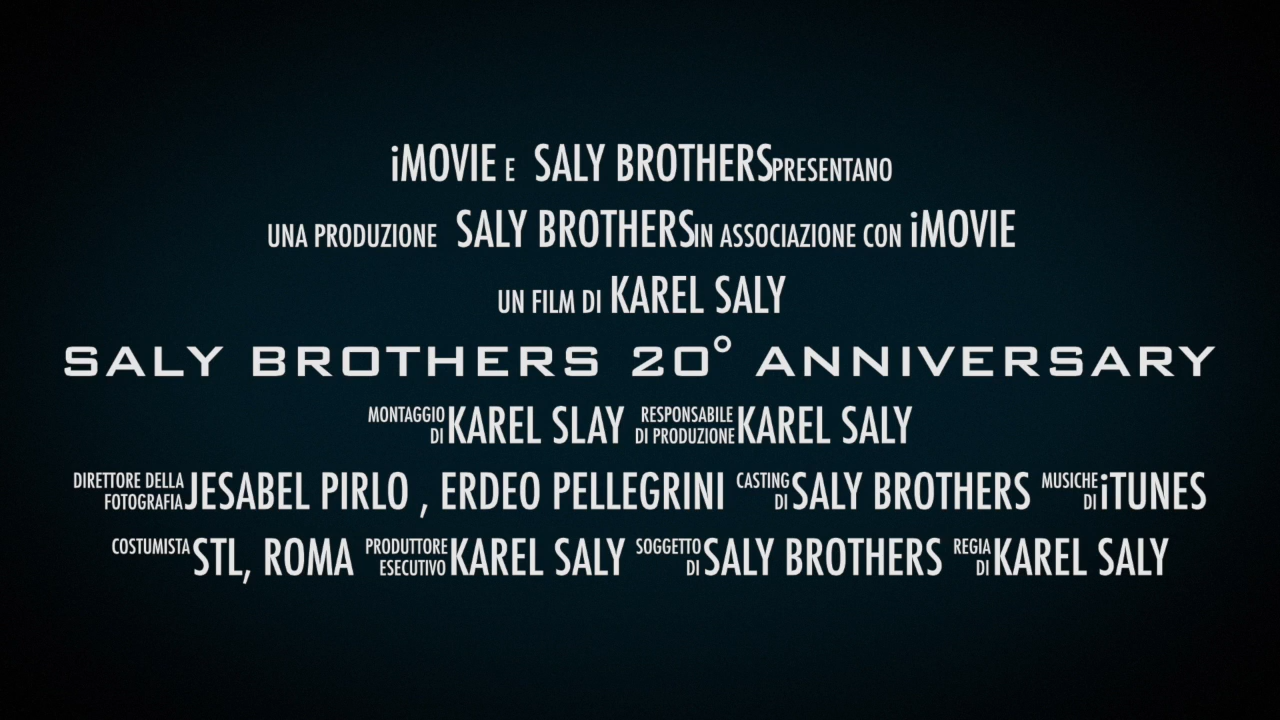 iMOVIE E SALY BROTHERS PRESENTANO
UNA PRODUZIONE SALY BROTHERS IN ASSOCIAZIONE CON iMOVIE
UN FILM DI KAREL SALY
SALY BROTHERS 20° ANNIVERSARY
MONTAGGIO DI KAREL SLAY RESPONSABILE DI PRODUZIONE KAREL SALY
DIRETTORE DELLA FOTOGRAFIA JESABEL PIRLO , ERDEO PELLEGRINI CASTING DI SALY BROTHERS MUSICHE DI iTUNES
COSTUMISTA STL, ROMA PRODUTTORE ESECUTIVO KAREL SALY SOGGETTO DI SALY BROTHERS REGIA DI KAREL SALY